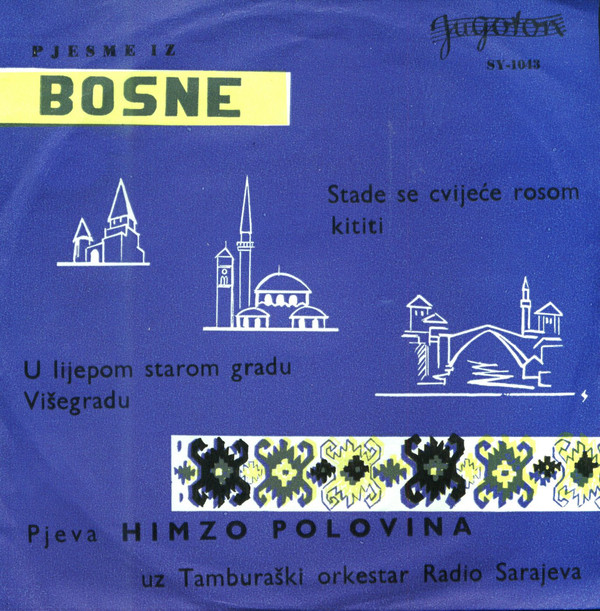 PJESME IZ
jugoton
SY-1043
BOSNE
Stade se cvijeće rosom
kititi
U lijepom starom gradu
Višegradu
Pjeva HIMZO POLOVINA
uz Tamburaški orkestar Radio Sarajeva